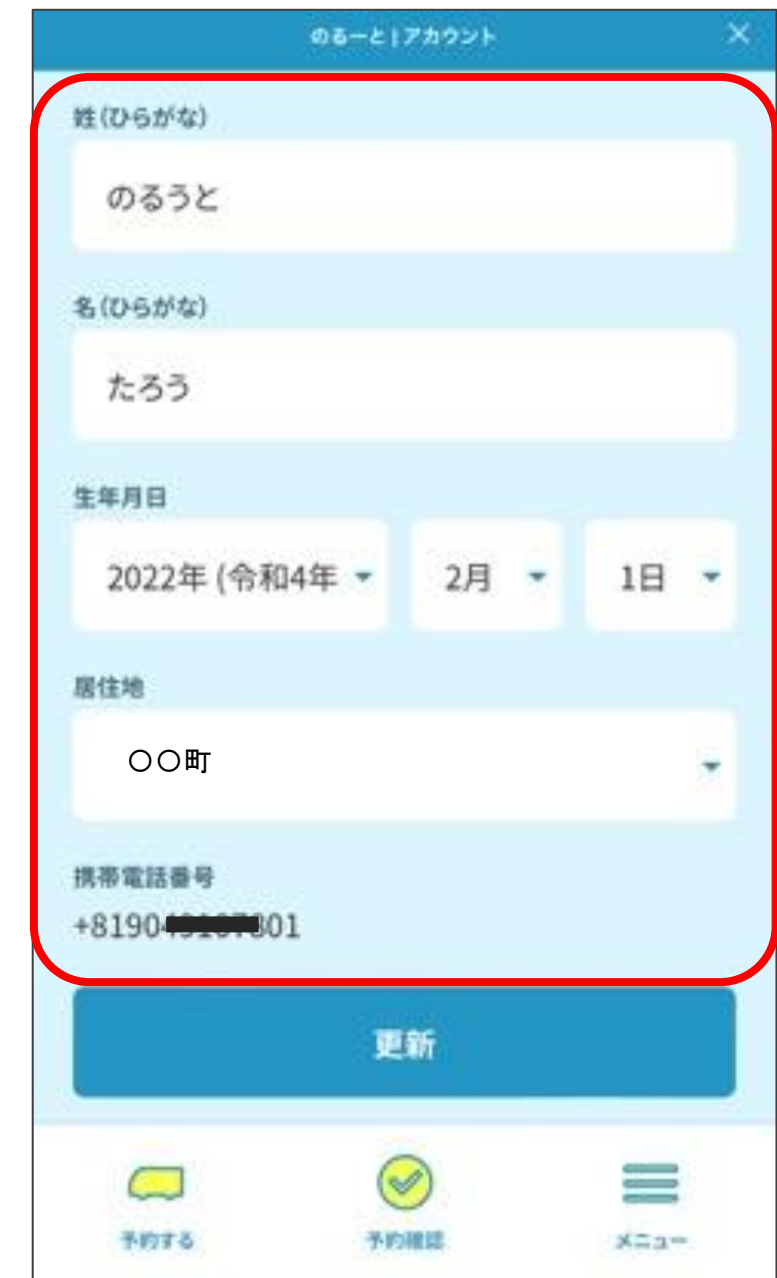 のるーと|アカウント ×
姓(ひらがな)
のるうと
名(ひらがな)
たろう
生年月日
2022年 (令和4年 2月 1日
居住地
〇〇町
携帯電話番号
+8190 801
更新
予約する 予約確認 メニュー